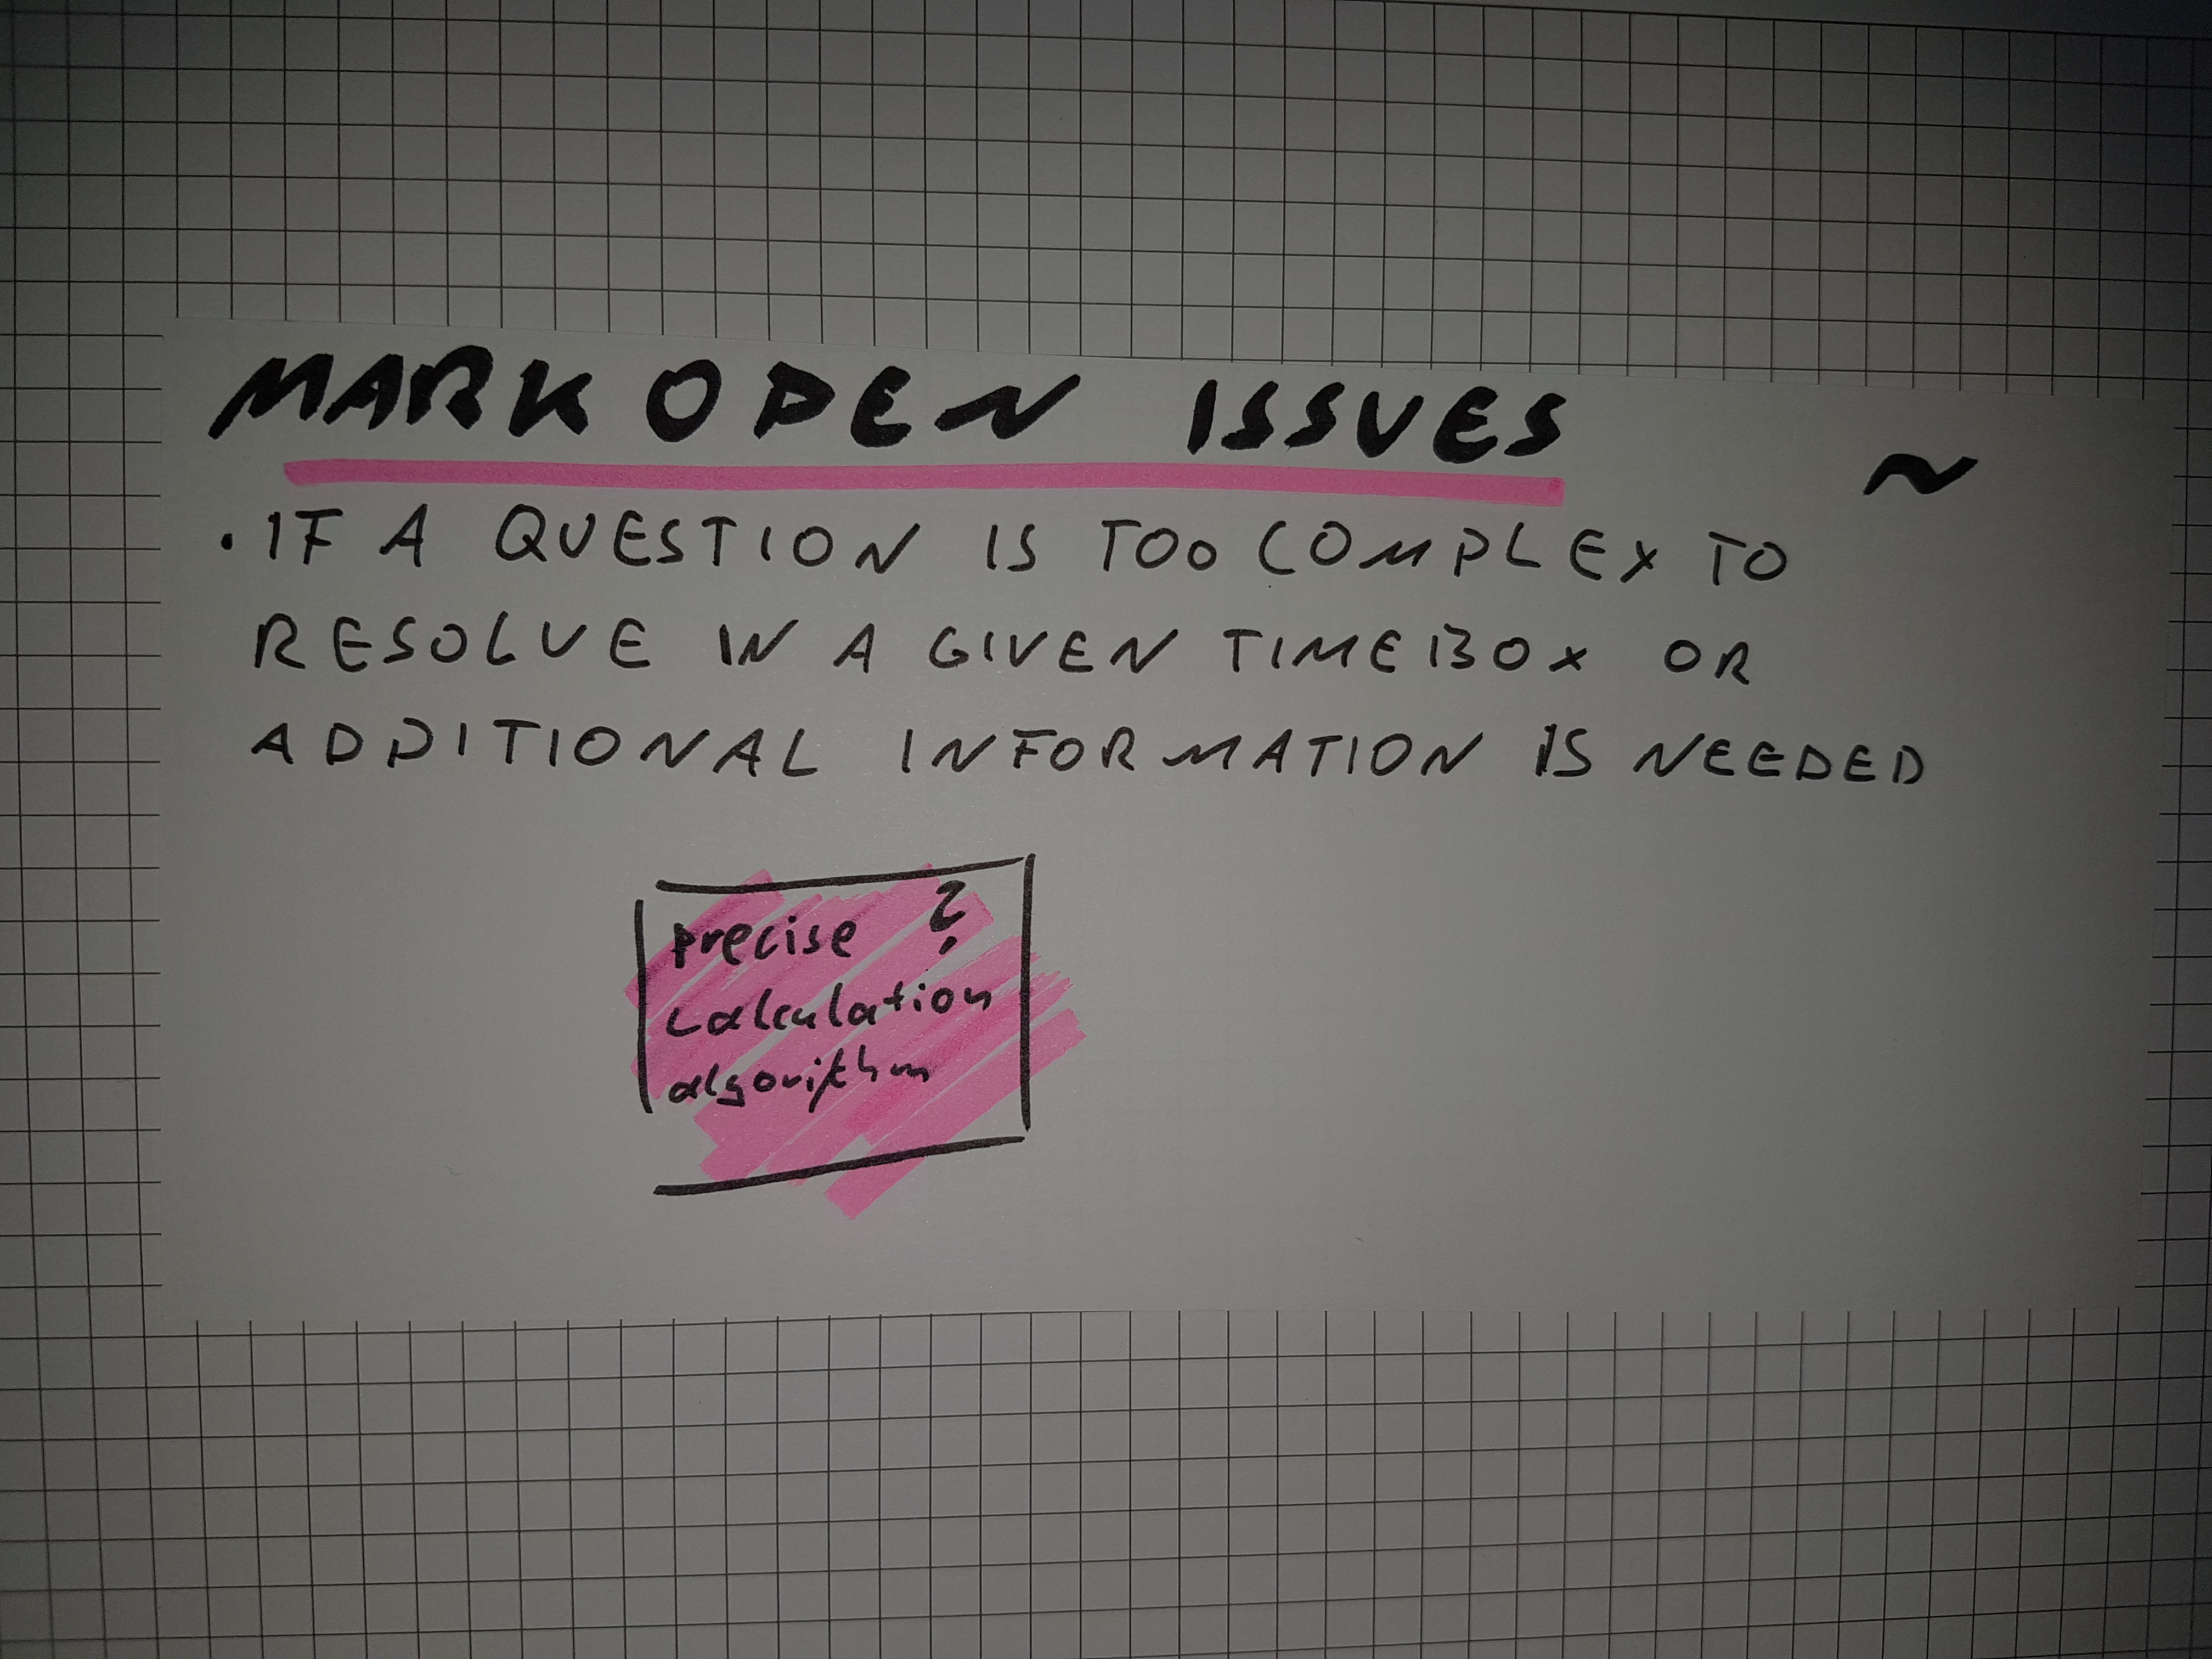 MARK OPEN ISSUES
~
· IF A QUESTION IS TOO COMPLEX TO
RESOLVE IN A GIVEN TIMEBOX OR
ADDITIONAL INFORMATION IS NEEDED
?
precise
calculation
algorithm